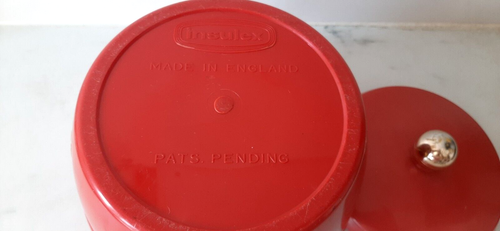 Insulex
MADE IN ENGLAND
PATS. PENDING